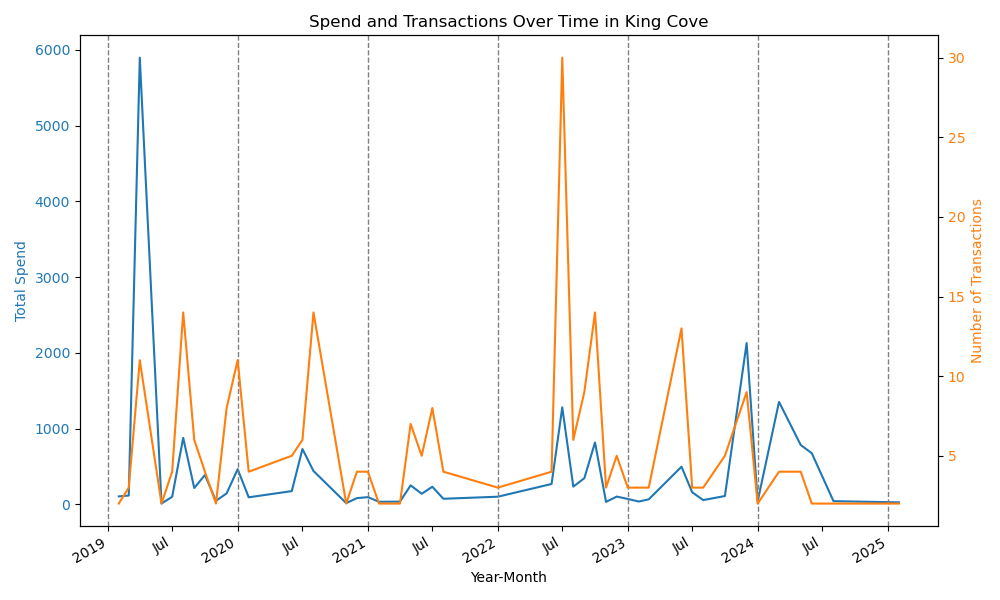 Spend and Transactions Over Time in King Cove
6000
5000
4000
3000
2000
1000
0
Total Spend
30
25
20
15
10
5
Number of Transactions
2019
Jul
2020
Jul
2021
Jul
2022
Jul
2023
Jul
2024
Jul
2025
Year-Month